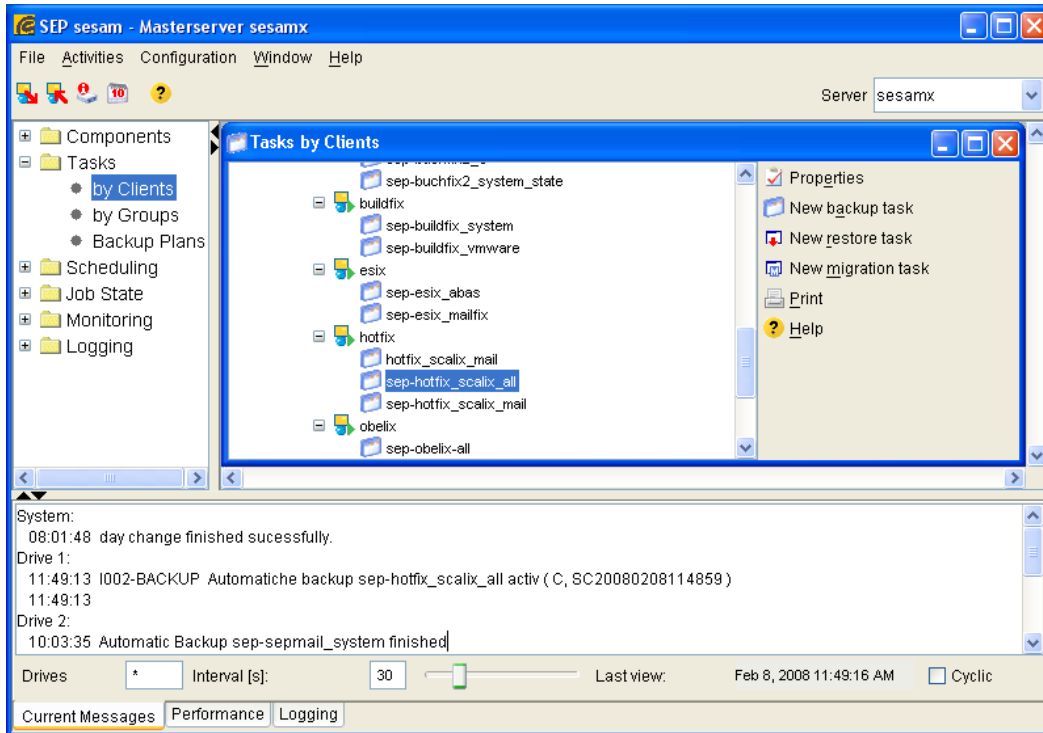 SEP sesam - Masterserver sesamx
File Activities Configuration Window Help
10
?
Server sesamx
Components
Tasks
by Clients
by Groups
Backup Plans
Scheduling
Job State
Monitoring
Logging
Tasks by Clients
sep-buchfix2_system_state
buildfix
sep-buildfix_system
sep-buildfix_vmware
esix
sep-esix_abas
sep-esix_mailfix
hotfix
hotfix_scalix_mail
sep-hotfix_scalix_all
sep-hotfix_scalix_mail
obelix
sep-obelix-all
Properties
New backup task
New restore task
New migration task
Print
? Help
System:
08:01:48 day change finished sucessfully.
Drive 1:
11:49:13 I002-BACKUP Automatiche backup sep-hotfix_scalix_all activ ( C, SC20080208114859 )
11:49:13
Drive 2:
10:03:35 Automatic Backup sep-sepmail_system finished
Drives * Interval [s]: 30 Last view: Feb 8, 2008 11:49:16 AM Cyclic
Current Messages Performance Logging